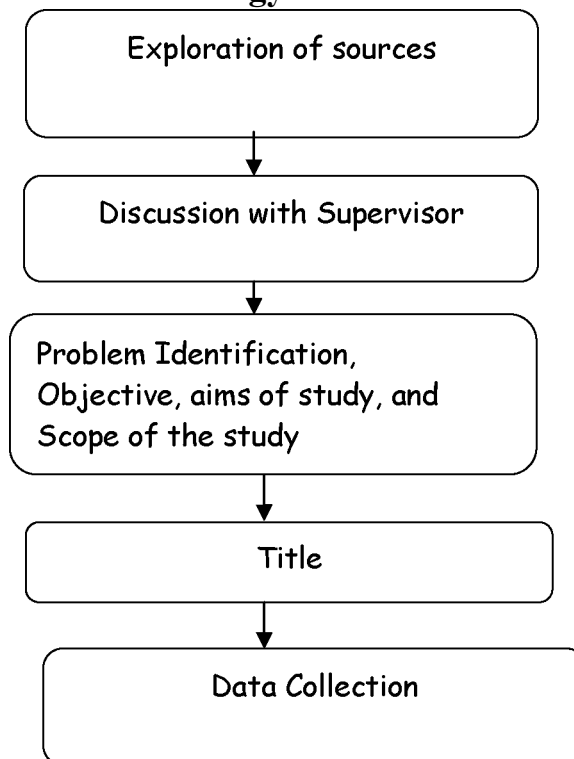 gy
Exploration of sources
Discussion with Supervisor
Problem Identification,
Objective, aims of study, and
Scope of the study
Title
Data Collection